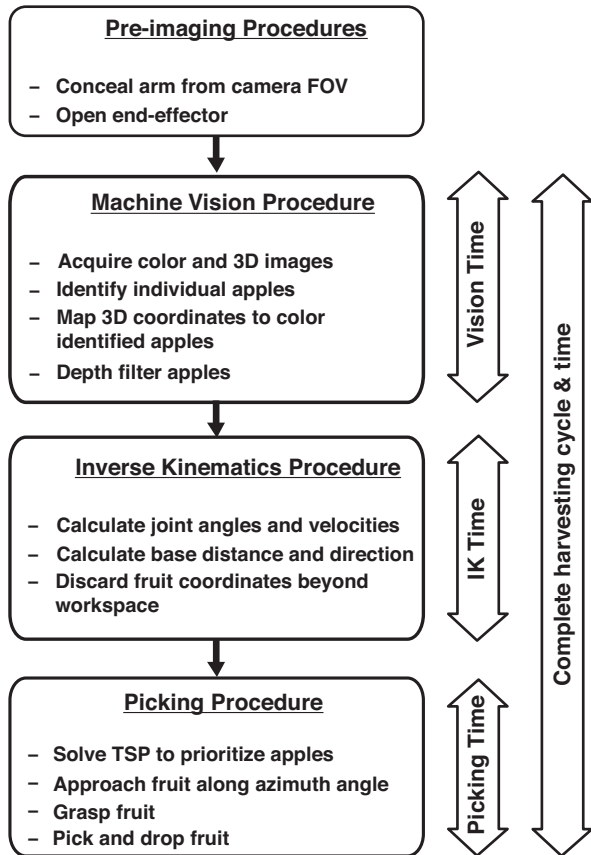 Pre-imaging Procedures
– Conceal arm from camera FOV
– Open end-effector
Machine Vision Procedure
– Acquire color and 3D images
– Identify individual apples
– Map 3D coordinates to color
identified apples
– Depth filter apples
Vision Time
Inverse Kinematics Procedure
– Calculate joint angles and velocities
– Calculate base distance and direction
– Discard fruit coordinates beyond
workspace
IK Time
Picking Procedure
– Solve TSP to prioritize apples
– Approach fruit along azimuth angle
– Grasp fruit
– Pick and drop fruit
Picking Time
Complete harvesting cycle & time